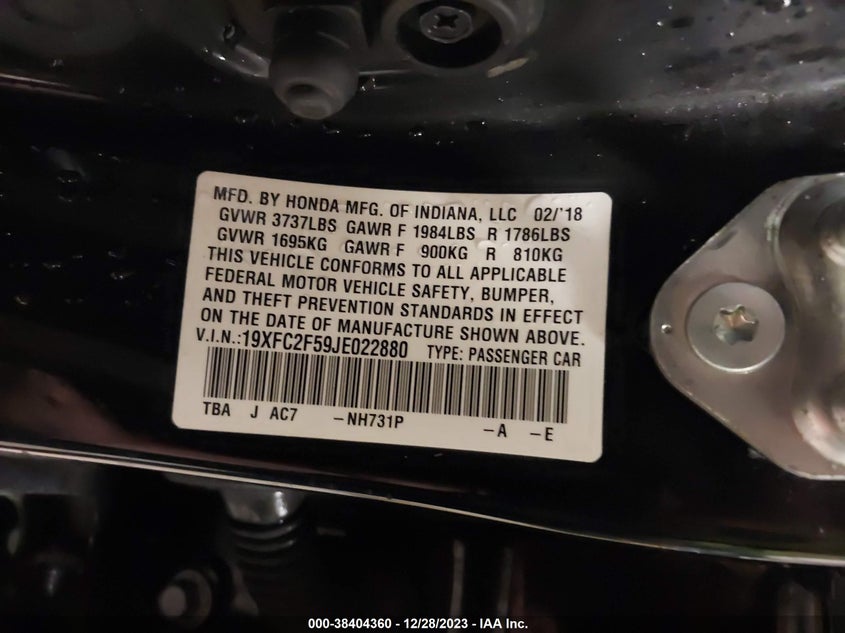 MFD. BY HONDA MFG. OF INDIANA, LLC 02/'18
GVWR 3737LBS GAWR F 1984LBS R 1786LBS
GVWR 1695KG GAWR F 900KG R 810KG
THIS VEHICLE CONFORMS TO ALL APPLICABLE
FEDERAL MOTOR VEHICLE SAFETY, BUMPER,
AND THEFT PREVENTION STANDARDS IN EFFECT
ON THE DATE OF MANUFACTURE SHOWN ABOVE.
V.I.N.:19XFC2F59JE022880 TYPE: PASSENGER CAR
TBA J AC7 –NH731P –A –E
000-38404360 - 12/28/2023 - IAA Inc.